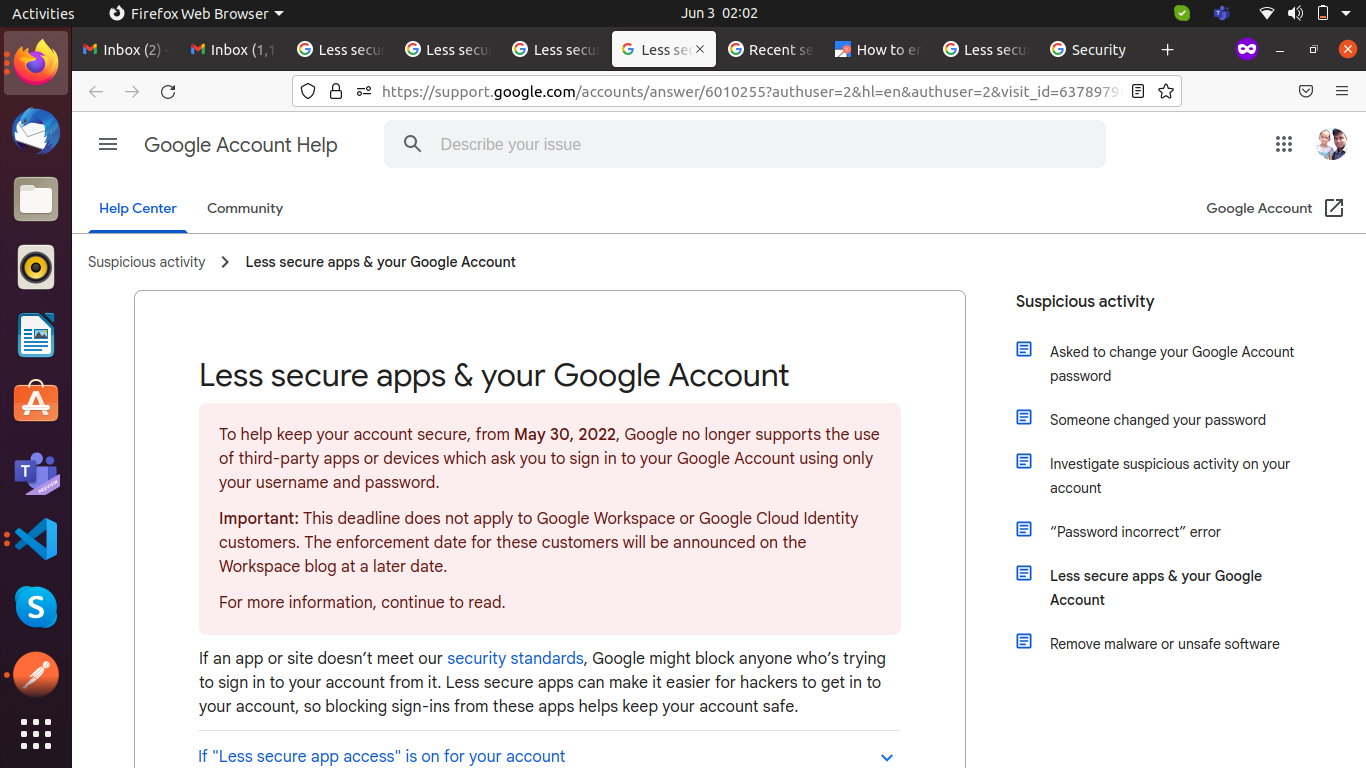 Activities
Firefox Web Browser
Jun 3 02:02
Inbox (2)
Inbox (1,1
Less secu
Less secu
Less secu
Less sec
Recent se
How to en
Less secu
Security
https://support.google.com/accounts/answer/6010255?authuser=2&hl=en&authuser=2&visit_id=6378979
Google Account Help
Describe your issue
Help Center
Community
Google Account
Suspicious activity
Less secure apps & your Google Account
Less secure apps & your Google Account
To help keep your account secure, from May 30, 2022, Google no longer supports the use
of third-party apps or devices which ask you to sign in to your Google Account using only
your username and password.
Important: This deadline does not apply to Google Workspace or Google Cloud Identity
customers. The enforcement date for these customers will be announced on the
Workspace blog at a later date.
For more information, continue to read.
If an app or site doesn’t meet our security standards, Google might block anyone who’s trying
to sign in to your account from it. Less secure apps can make it easier for hackers to get in to
your account, so blocking sign-ins from these apps helps keep your account safe.
If "Less secure app access" is on for your account
Suspicious activity
Asked to change your Google Account
password
Someone changed your password
Investigate suspicious activity on your
account
“Password incorrect” error
Less secure apps & your Google
Account
Remove malware or unsafe software